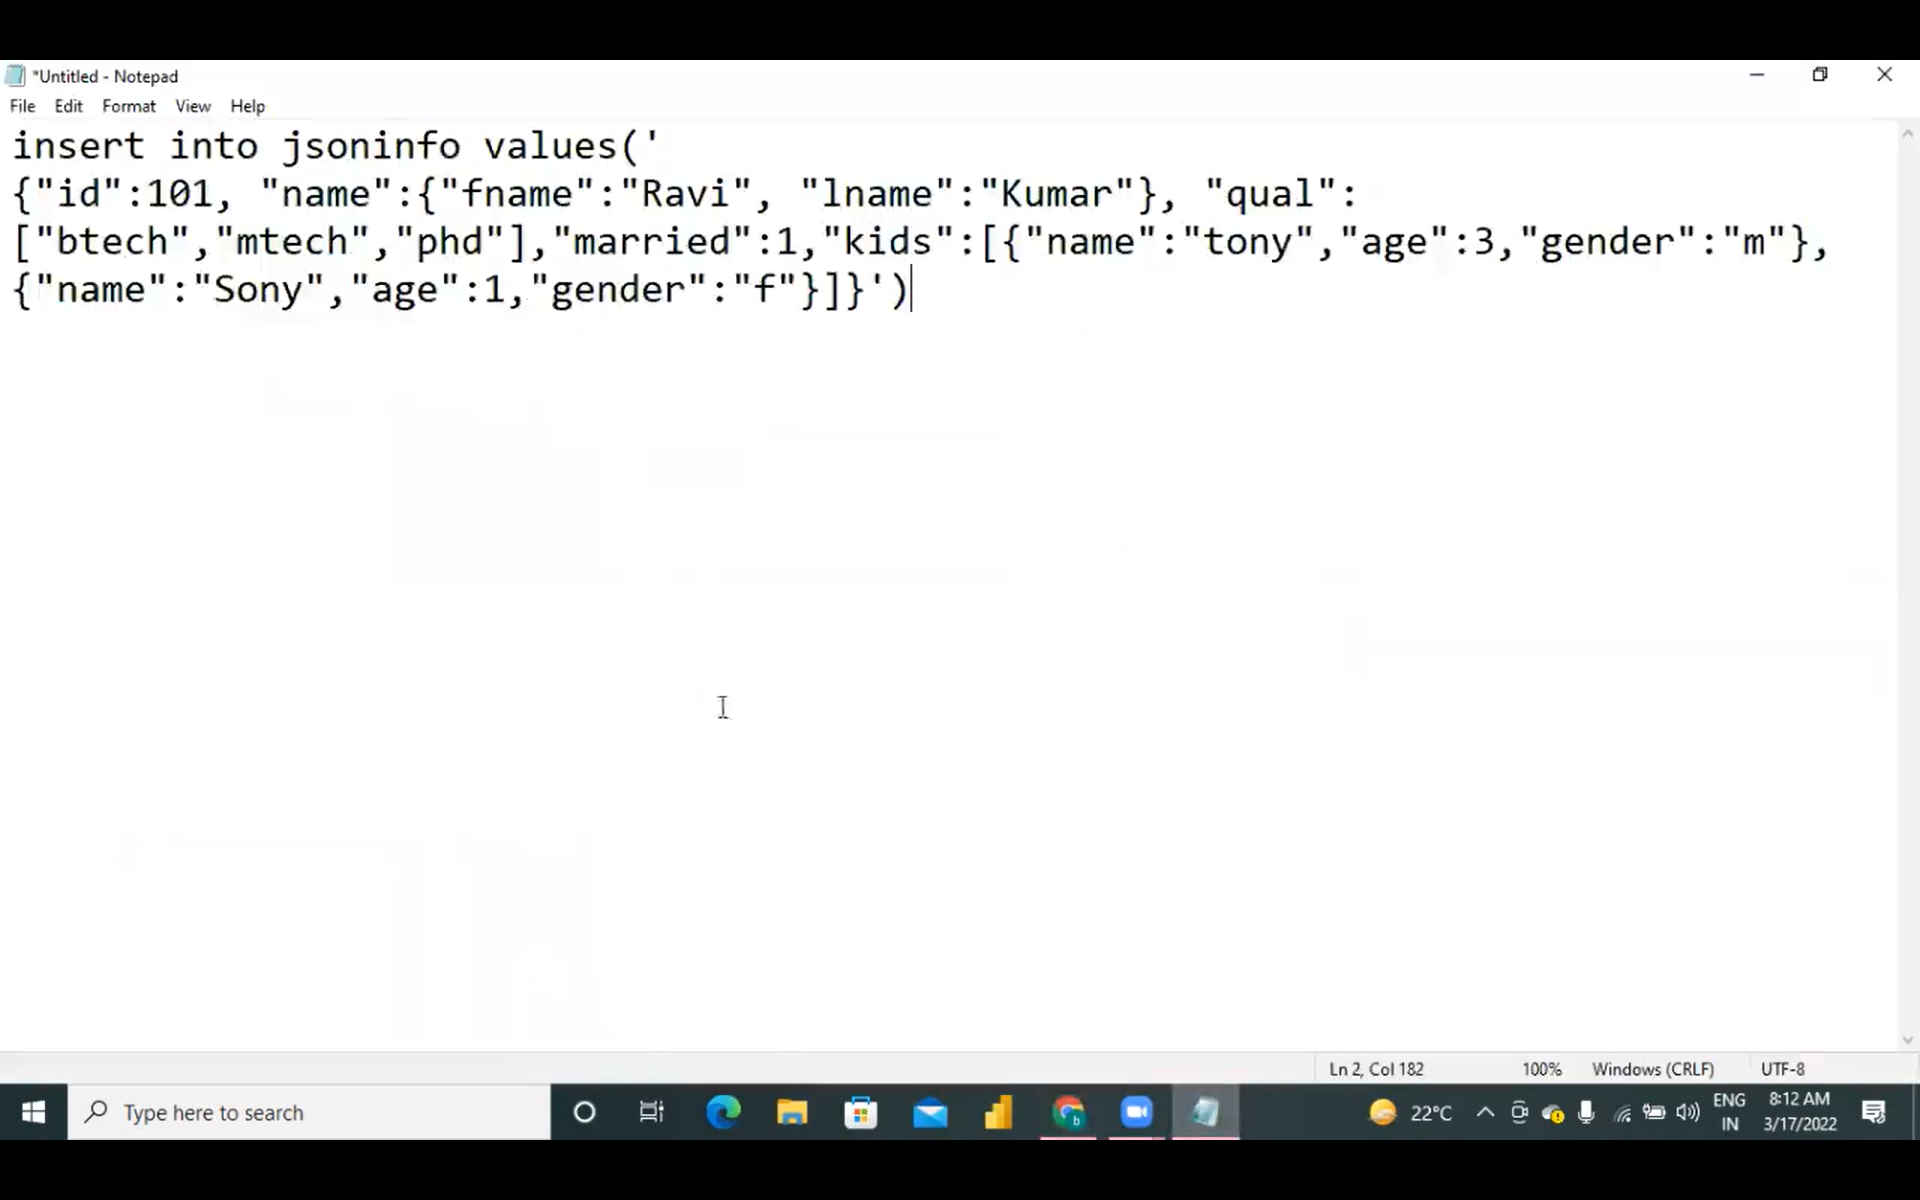 *Untitled - Notepad
File Edit Format View Help
insert into jsoninfo values('
{"id":101, "name":{"fname":"Ravi", "lname":"Kumar"}, "qual":
["btech","mtech","phd"],"married":1,"kids":[{"name":"tony","age":3,"gender":"m"},
{"name":"Sony","age":1,"gender":"f"}]}')
Ln 2, Col 182 100% Windows (CRLF) UTF-8
Type here to search
22°C
ENG
IN
8:12 AM
3/17/2022